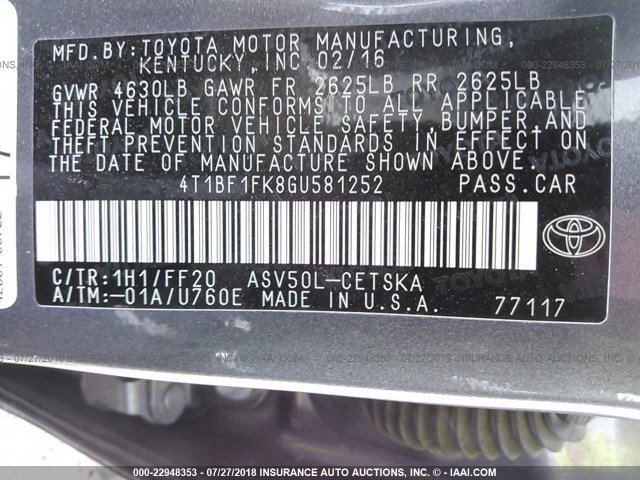 MFD.BY:TOYOTA MOTOR MANUFACTURING,
KENTUCKY,INC 02/16
GVWR 4630LB GAWR FR 2625LB RR 2625LB
THIS VEHICLE CONFORMS TO ALL APPLICABLE
FEDERAL MOTOR VEHICLE SAFETY,BUMPER,AND
THEFT PREVENTION STANDARDS IN EFFECT ON
THE DATE OF MANUFACTURE SHOWN ABOVE.
4T1BF1FK8GU581252 PASS.CAR
C/TR:1H1/FF20 ASV50L-CETSKA
A/TM:-01A/U760E MADE IN U.S.A. 77117
000-22948353 - 07/27/2018 INSURANCE AUTO AUCTIONS, INC. - IAAI.COM